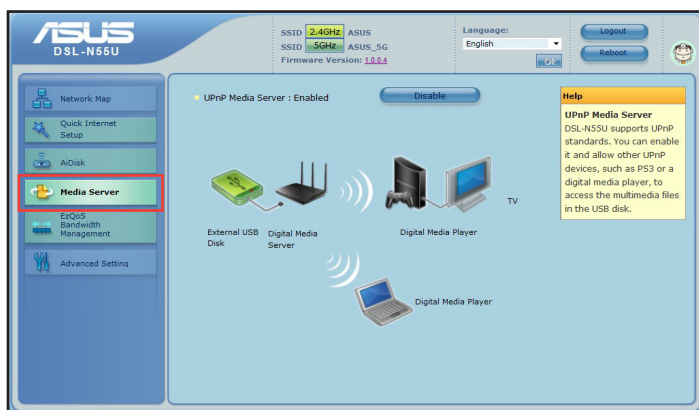 ASUS
DSL-N55U
SSID 2.4GHz ASUS
SSID 5GHz ASUS_5G
Firmware Version: 1.0.0.4
Language:
English
OK
Logout
Reboot
Network Map
Quick Internet
Setup
AiDisk
Media Server
EzQoS
Bandwidth
Management
Advanced Setting
UPnP Media Server : Enabled
Disable
External USB
Disk
Digital Media
Server
Digital Media Player
TV
Digital Media Player
Help
UPnP Media Server
DSL-N55U supports UPnP
standards. You can enable
it and allow other UPnP
devices, such as PS3 or a
digital media player, to
access the multimedia files
in the USB disk.